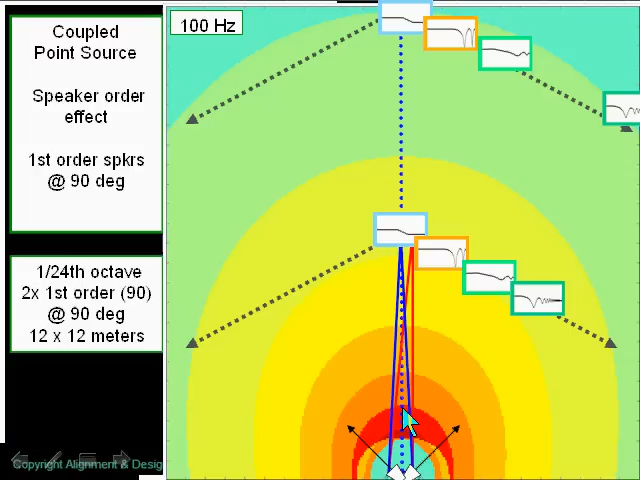 Coupled
Point Source
Speaker order
effect
1st order spkrs
@ 90 deg
1/24th octave
2x 1st order (90)
@ 90 deg
12 x 12 meters
100 Hz
Copyright Alignment & Desig